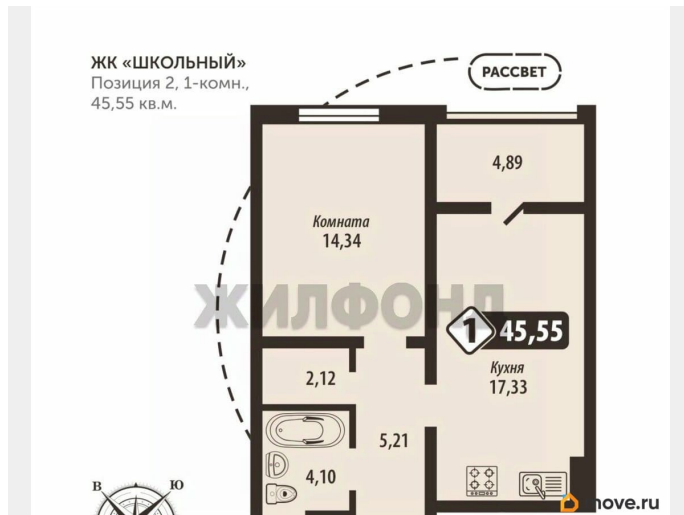 ЖК «ШКОЛЬНЫЙ»
Позиция 2, 1-комн.,
45,55 кв.м.
РАССВЕТ
4,89
Комната
14,34
ЖИЛФОНД
1 45,55
Кухня
17,33
2,12
5,21
4,10
В Ю
move.ru